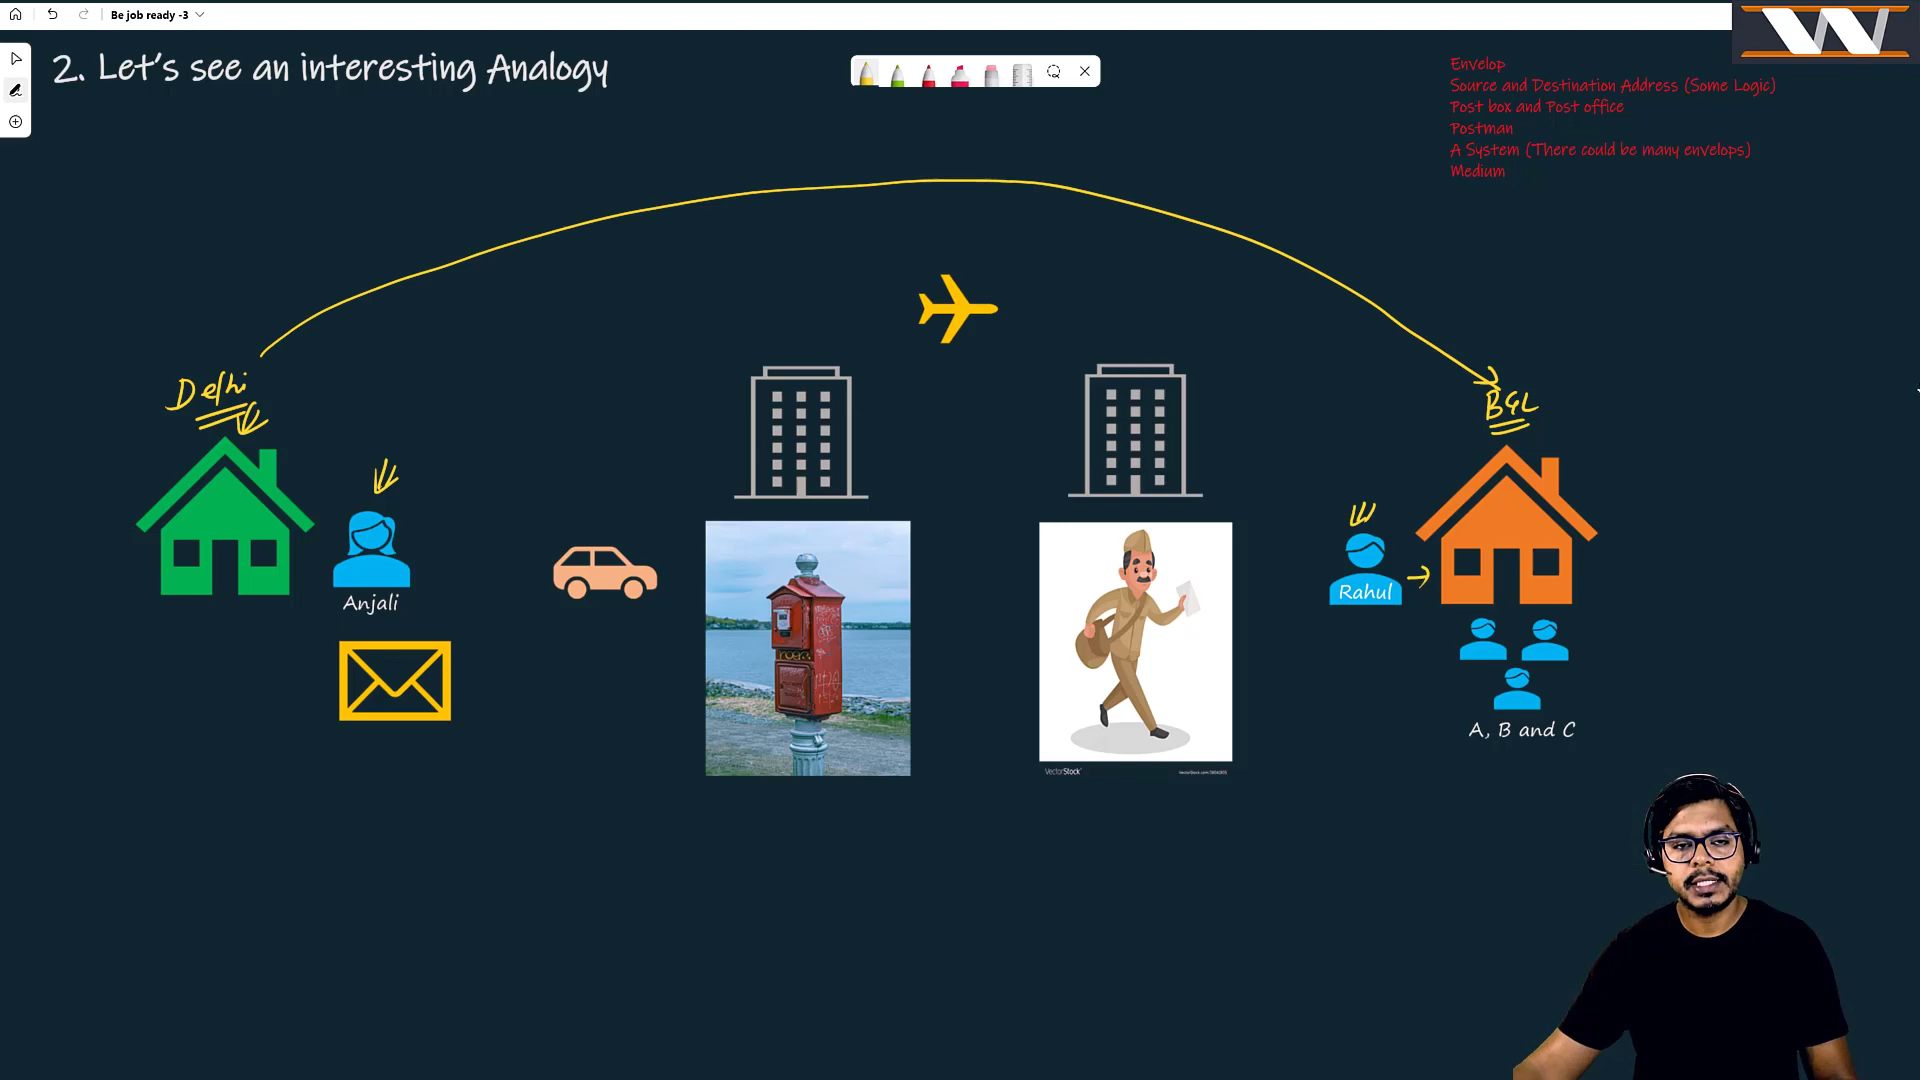 Be job ready -3
2. Let's see an interesting Analogy
Envelop
Source and Destination Address (Some Logic)
Post box and Post office
Postman
A System (There could be many envelops)
Medium
Delhi
BGL
Anjali
Rahul
A, B and C
VectorStock